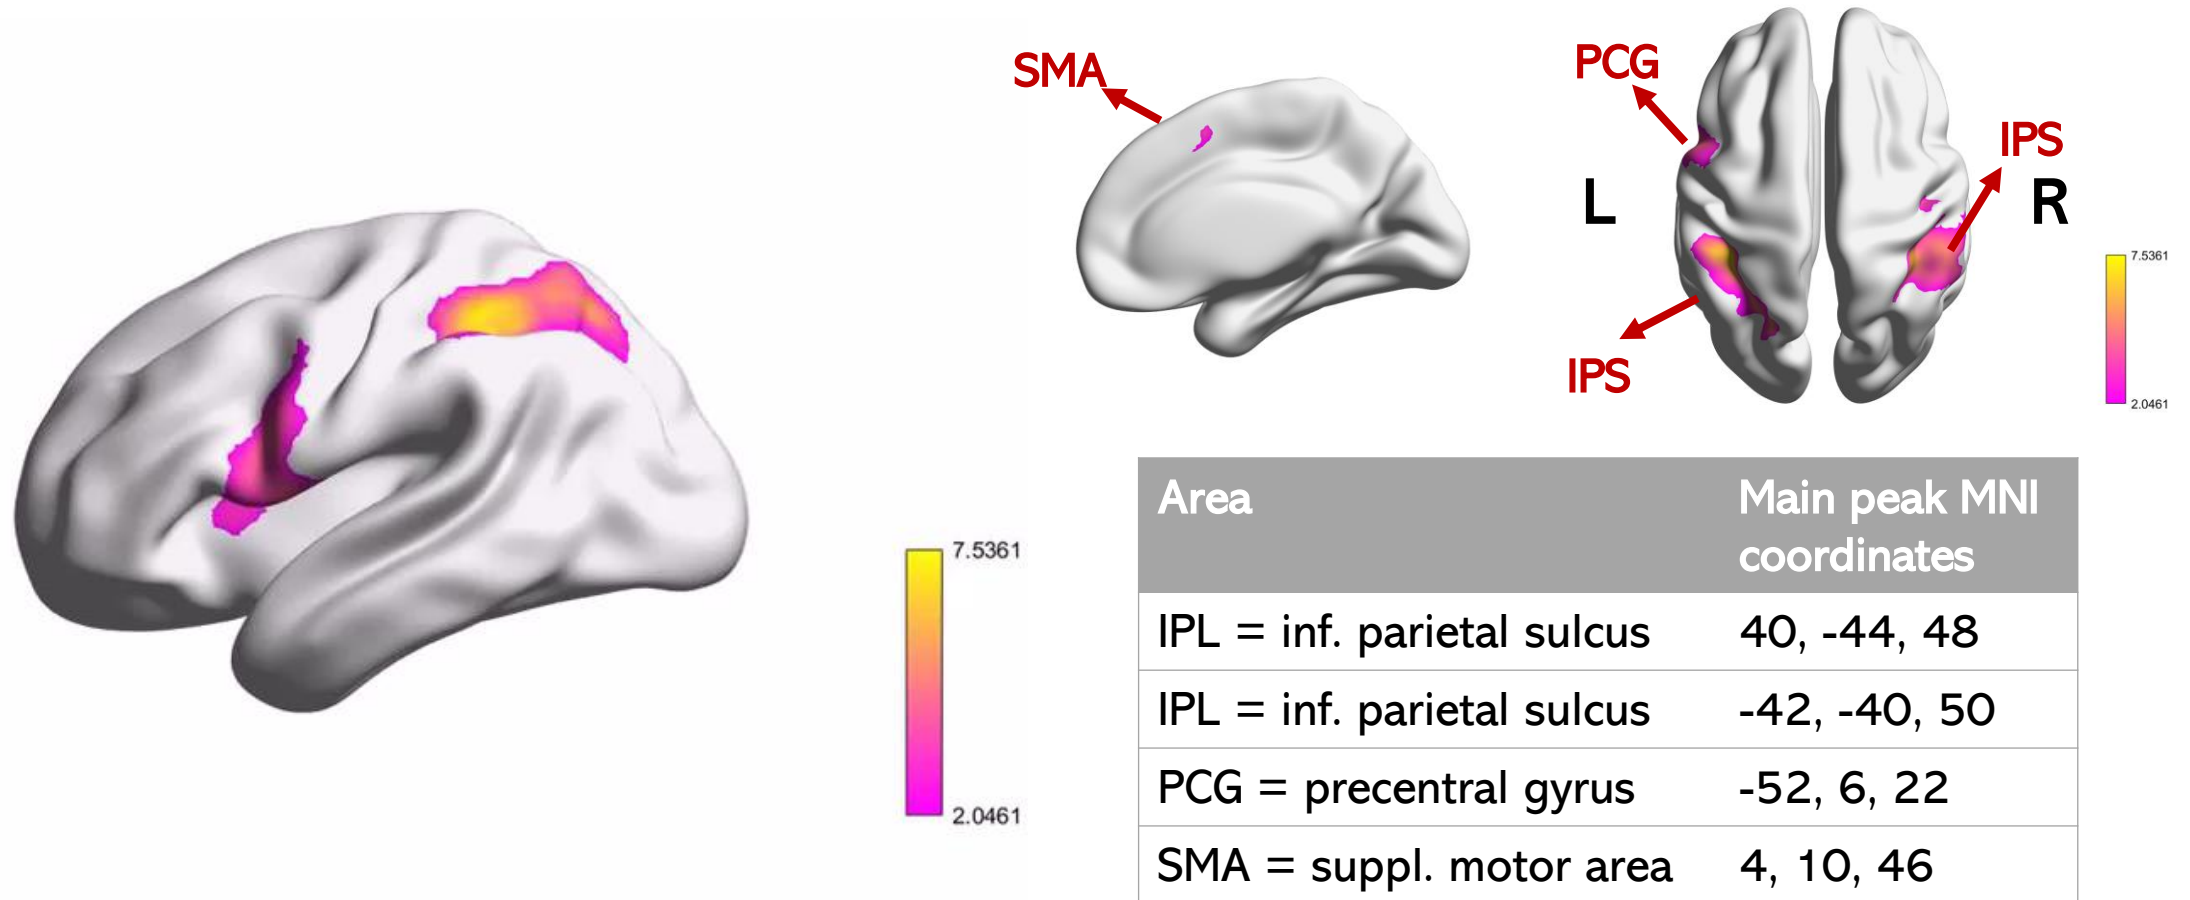 SMA
PCG
IPS
L
R
IPS
7.5361
2.0461
7.5361
2.0461
Area
Main peak MNI
coordinates
IPL = inf. parietal sulcus
40, -44, 48
IPL = inf. parietal sulcus
-42, -40, 50
PCG = precentral gyrus
-52, 6, 22
SMA = suppl. motor area
4, 10, 46